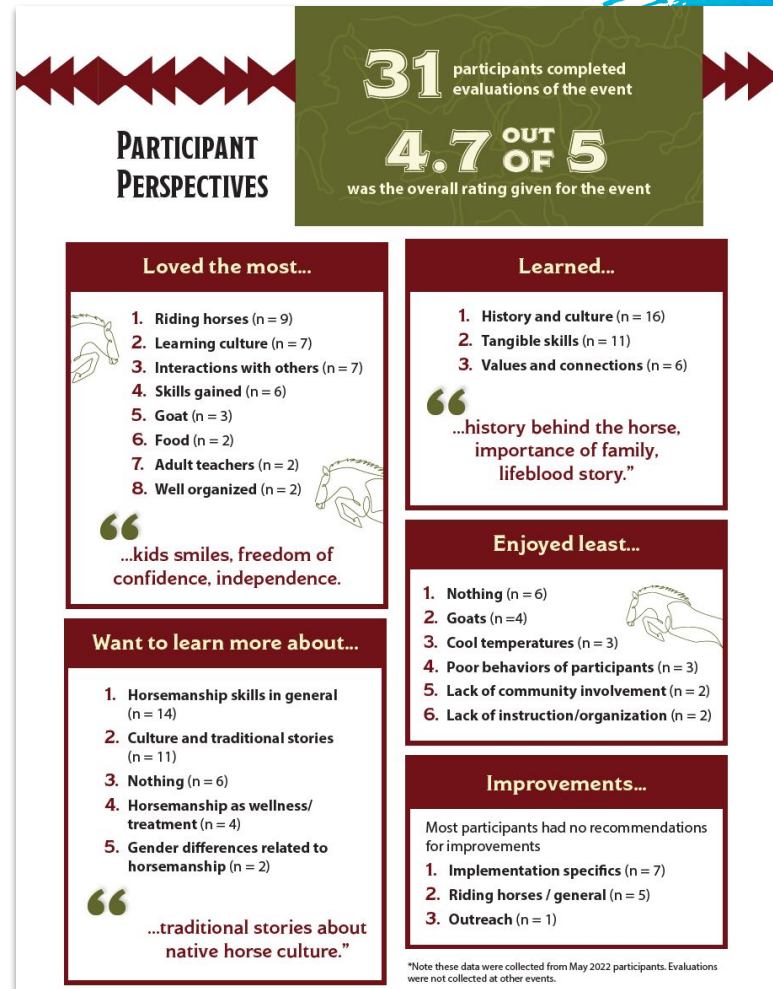 31 participants completed
evaluations of the event
PARTICIPANT
PERSPECTIVES
4.7 OUT OF 5
was the overall rating given for the event
Loved the most...
1. Riding horses (n = 9)
2. Learning culture (n = 7)
3. Interactions with others (n = 7)
4. Skills gained (n = 6)
5. Goat (n = 3)
6. Food (n = 2)
7. Adult teachers (n = 2)
8. Well organized (n = 2)
“
...kids smiles, freedom of
confidence, independence.
Learned...
1. History and culture (n = 16)
2. Tangible skills (n = 11)
3. Values and connections (n = 6)
“
...history behind the horse,
importance of family,
lifeblood story.”
Want to learn more about...
1. Horsemanship skills in general
(n = 14)
2. Culture and traditional stories
(n = 11)
3. Nothing (n = 6)
4. Horsemanship as wellness/
treatment (n = 4)
5. Gender differences related to
horsemanship (n = 2)
“
...traditional stories about
native horse culture.”
Enjoyed least...
1. Nothing (n = 6)
2. Goats (n =4)
3. Cool temperatures (n = 3)
4. Poor behaviors of participants (n = 3)
5. Lack of community involvement (n = 2)
6. Lack of instruction/organization (n = 2)
Improvements...
Most participants had no recommendations
for improvements
1. Implementation specifics (n = 7)
2. Riding horses / general (n = 5)
3. Outreach (n = 1)
*Note these data were collected from May 2022 participants. Evaluations
were not collected at other events.